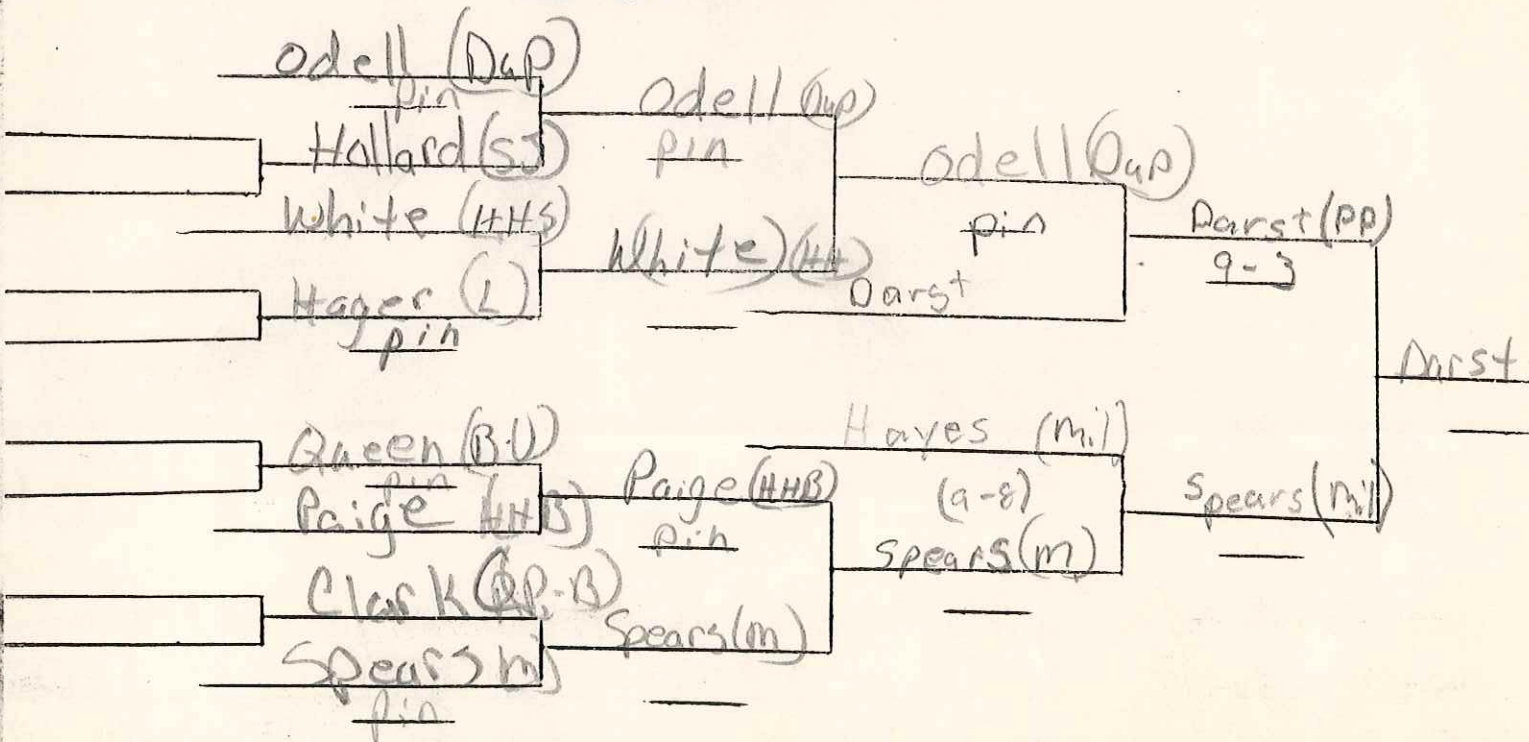 Odell (DuP)
pin
Hollard (SJ)
White (HHS)
Hager (L)
pin
Queen (B.U)
pin
Paige (HHB)
Clark (PP-B)
Spears m)
pin
Odell (DuP)
pin
White) (HH)
Paige (HHB)
pin
Spears (m)
Odell (DuP)
pin
Darst
Hayes (Mil)
(9-8)
Spears (m)
Darst (PP)
9-3
Spears (Mil)
Darst